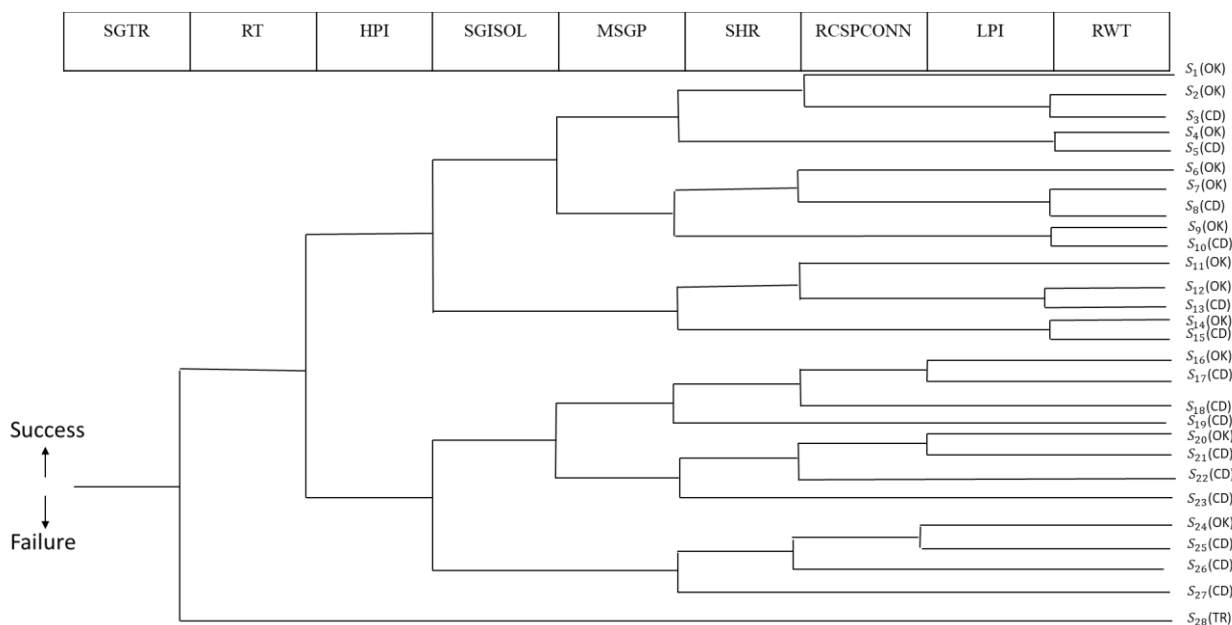 SGTR RT HPI SGISOL MSGP SHR RCSPCONN LPI RWT
S₁(OK)
S₂(OK)
S₃(CD)
S₄(OK)
S₅(CD)
S₆(OK)
S₇(OK)
S₈(CD)
S₉(OK)
S₁₀(CD)
S₁₁(OK)
S₁₂(OK)
S₁₃(CD)
S₁₄(OK)
S₁₅(CD)
S₁₆(OK)
S₁₇(CD)
S₁₈(CD)
S₁₉(CD)
S₂₀(OK)
S₂₁(CD)
S₂₂(CD)
S₂₃(CD)
S₂₄(OK)
S₂₅(CD)
S₂₆(CD)
S₂₇(CD)
S₂₈(TR)
Success
Failure